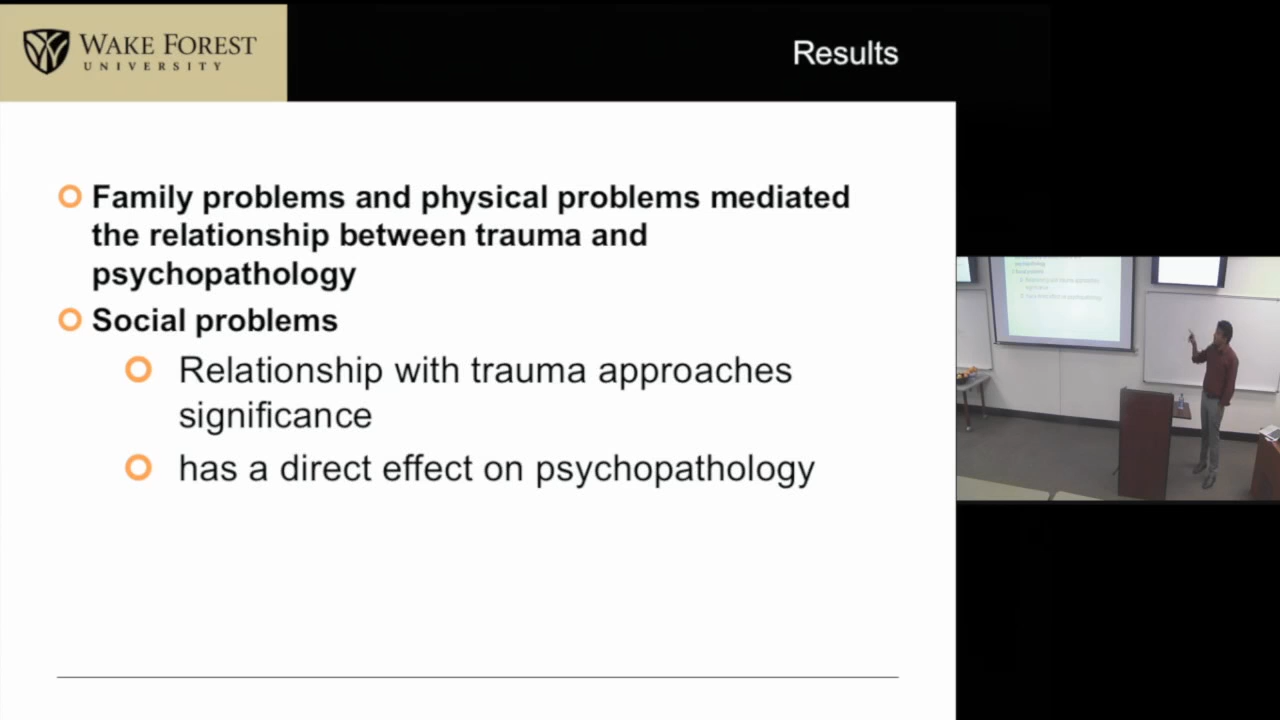 WAKE FOREST
UNIVERSITY
Results
Family problems and physical problems mediated
the relationship between trauma and
psychopathology
Social problems
Relationship with trauma approaches
significance
has a direct effect on psychopathology